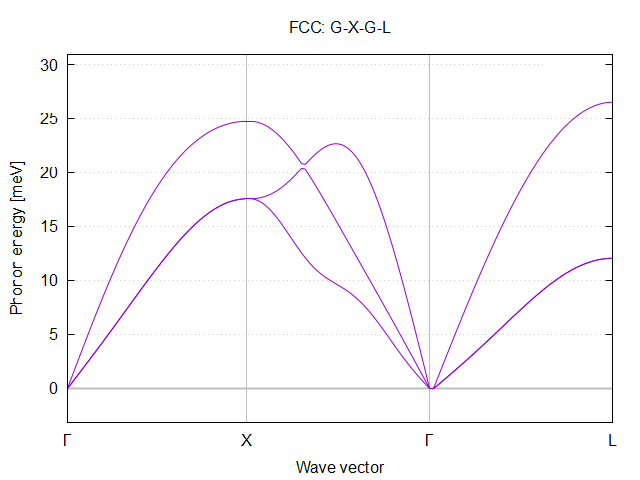 FCC: G-X-G-L
30
25
20
15
10
5
0
Phonon energy [meV]
Γ X Γ L
Wave vector